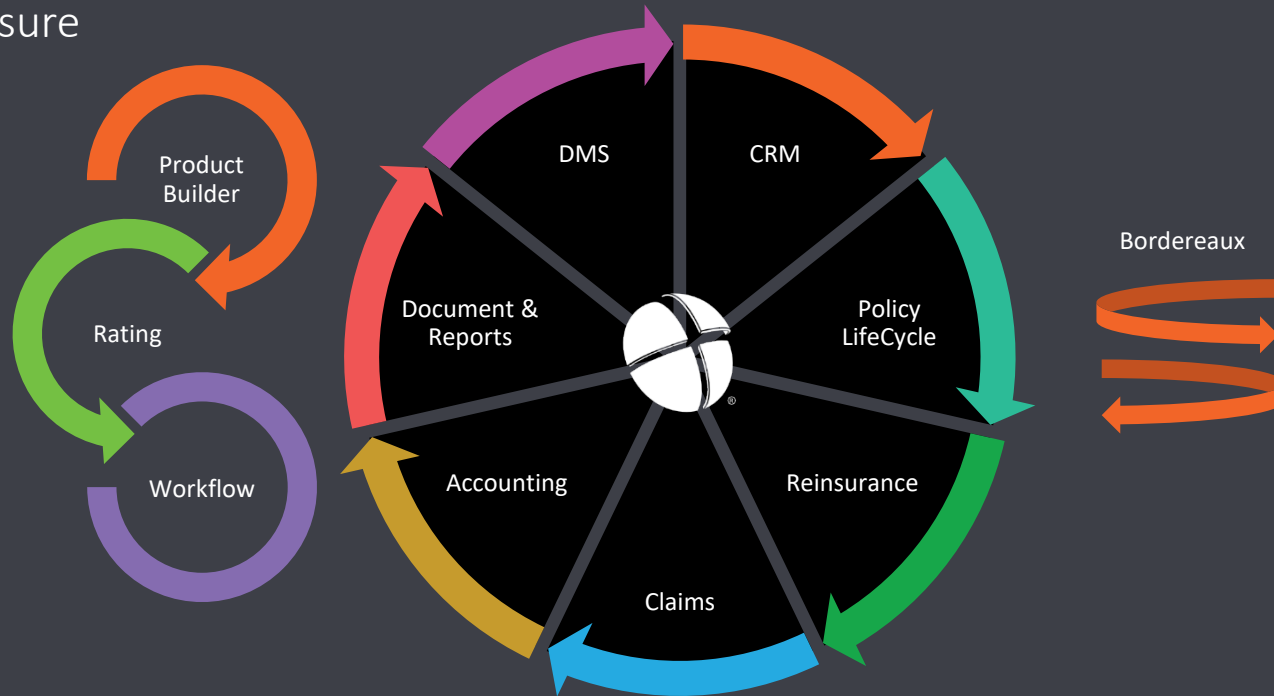 sure
Product
Builder
Rating
Workflow
DMS
CRM
Policy
LifeCycle
Reinsurance
Claims
Accounting
Document &
Reports
®
Bordereaux